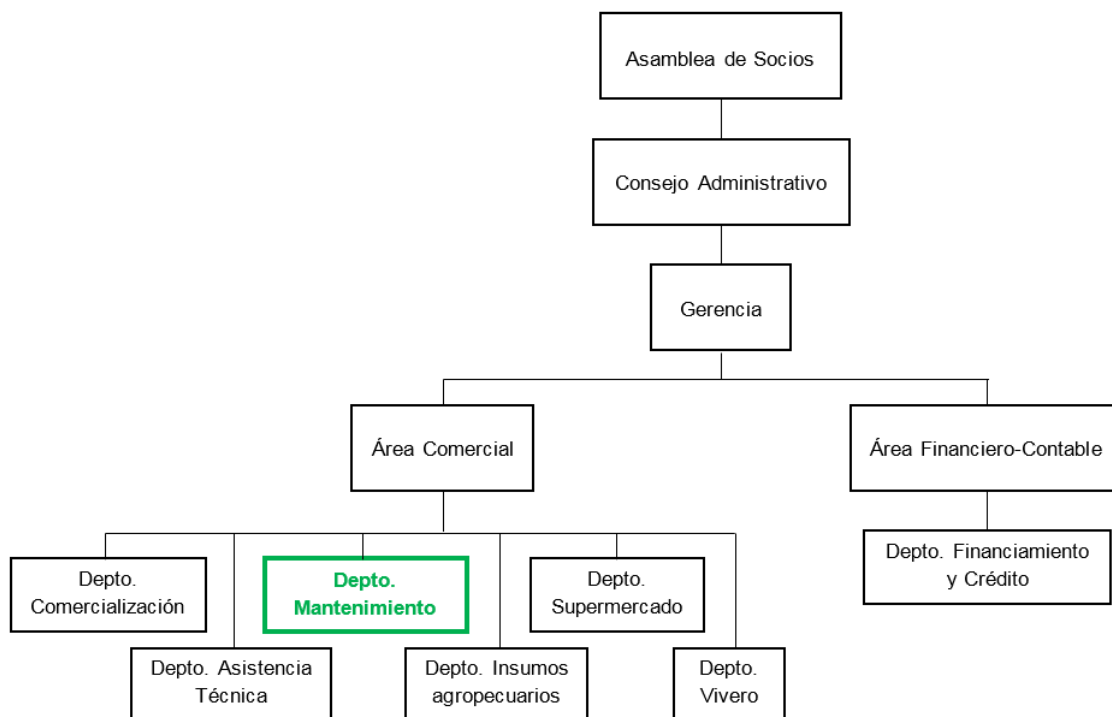 Asamblea de Socios
Consejo Administrativo
Gerencia
Área Comercial
Área Financiero-Contable
Depto.
Comercialización
Depto.
Mantenimiento
Depto.
Supermercado
Depto. Financiamiento
y Crédito
Depto. Asistencia
Técnica
Depto. Insumos
agropecuarios
Depto.
Vivero